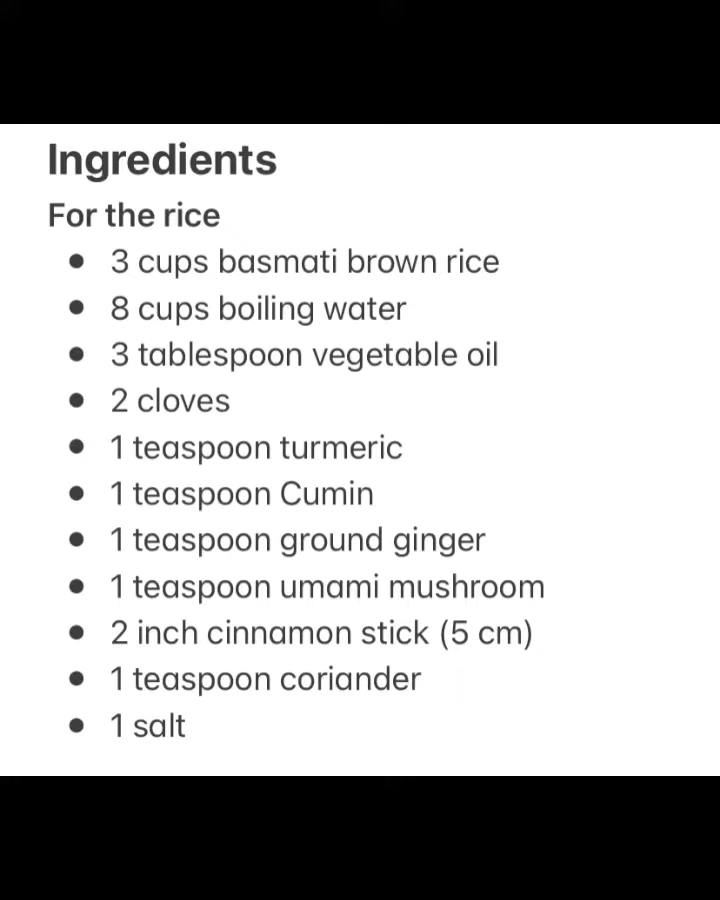 Ingredients
For the rice
• 3 cups basmati brown rice
• 8 cups boiling water
• 3 tablespoon vegetable oil
• 2 cloves
• 1 teaspoon turmeric
• 1 teaspoon Cumin
• 1 teaspoon ground ginger
• 1 teaspoon umami mushroom
• 2 inch cinnamon stick (5 cm)
• 1 teaspoon coriander
• 1 salt